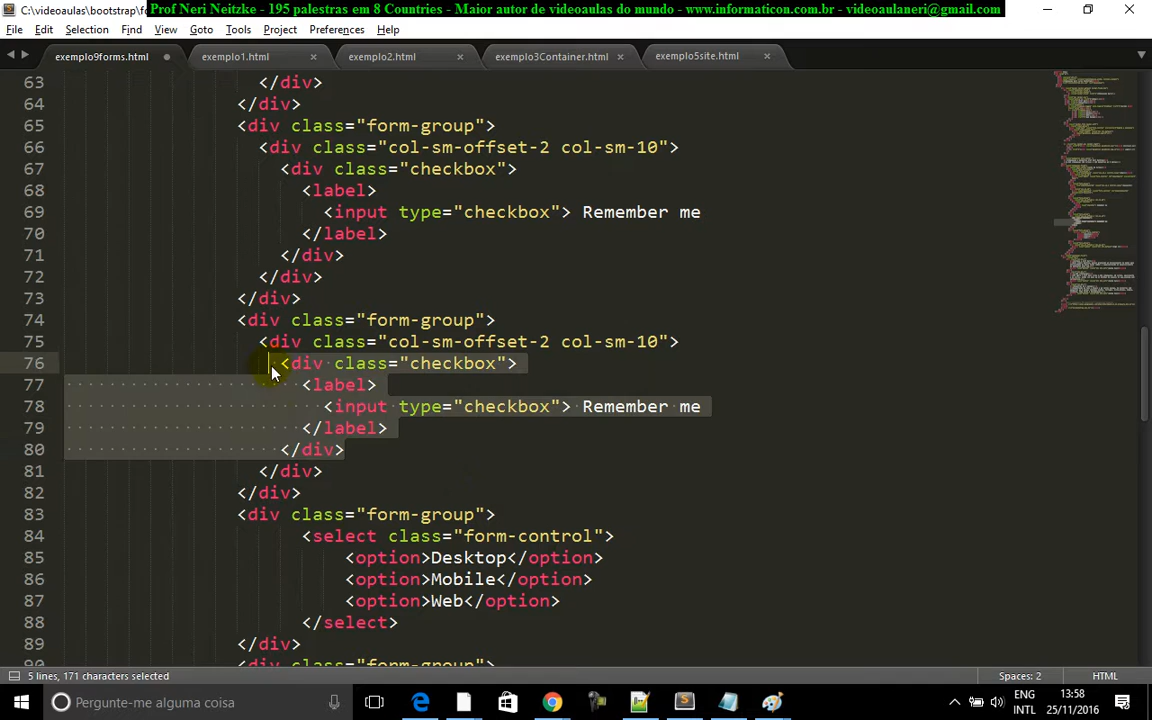 C:\videoaulas\bootstrap\fo
Prof Neri Neitzke - 195 palestras em 8 Countries - Maior autor de videoaulas do mundo - www.informaticon.com.br - videoaulaneri@gmail.com
File Edit Selection Find View Goto Tools Project Preferences Help
exemplo9forms.html exemplo1.html exemplo2.html exemplo3Container.html exemplo5site.html
63 </div>
64 </div>
65 <div class="form-group">
66 <div class="col-sm-offset-2 col-sm-10">
67 <div class="checkbox">
68 <label>
69 <input type="checkbox"> Remember me
70 </label>
71 </div>
72 </div>
73 </div>
74 <div class="form-group">
75 <div class="col-sm-offset-2 col-sm-10">
76 <div class="checkbox">
77 <label>
78 <input type="checkbox"> Remember me
79 </label>
80 </div>
81 </div>
82 </div>
83 <div class="form-group">
84 <select class="form-control">
85 <option>Desktop</option>
86 <option>Mobile</option>
87 <option>Web</option>
88 </select>
89 </div>
90 <div class="form-group">
5 lines, 171 characters selected Spaces: 2 HTML
Pergunte-me alguma coisa ENG 13:58
INTL 25/11/2016